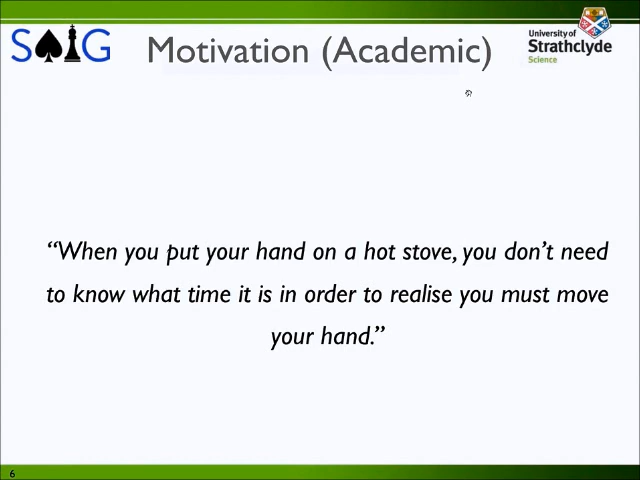 S♠♟G
Motivation (Academic)
University of
Strathclyde
Science
“When you put your hand on a hot stove, you don’t need
to know what time it is in order to realise you must move
your hand.”
6